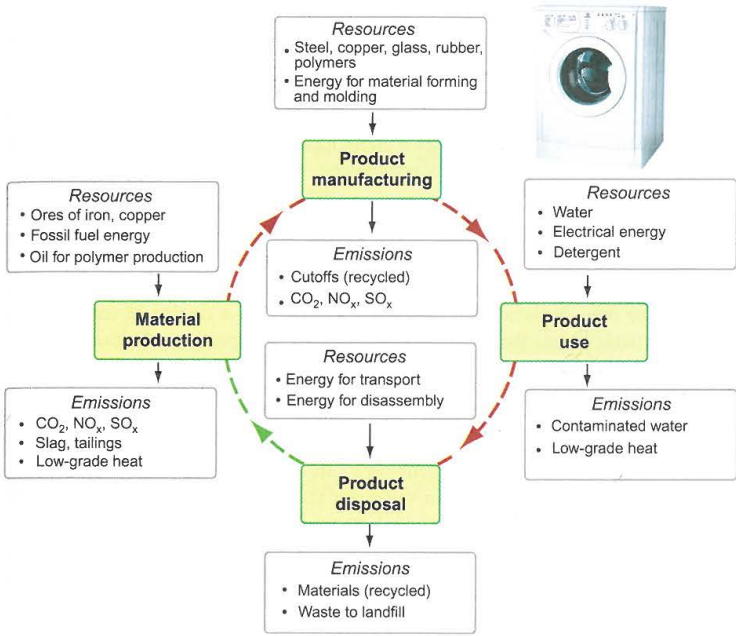 Resources
• Steel, copper, glass, rubber,
polymers
• Energy for material forming
and molding
Product
manufacturing
Emissions
• Cutoffs (recycled)
• CO₂, NOₓ, SOₓ
Resources
• Ores of iron, copper
• Fossil fuel energy
• Oil for polymer production
Material
production
Emissions
• CO₂, NOₓ, SOₓ
• Slag, tailings
• Low-grade heat
Resources
• Water
• Electrical energy
• Detergent
Product
use
Emissions
• Contaminated water
• Low-grade heat
Resources
• Energy for transport
• Energy for disassembly
Product
disposal
Emissions
• Materials (recycled)
• Waste to landfill